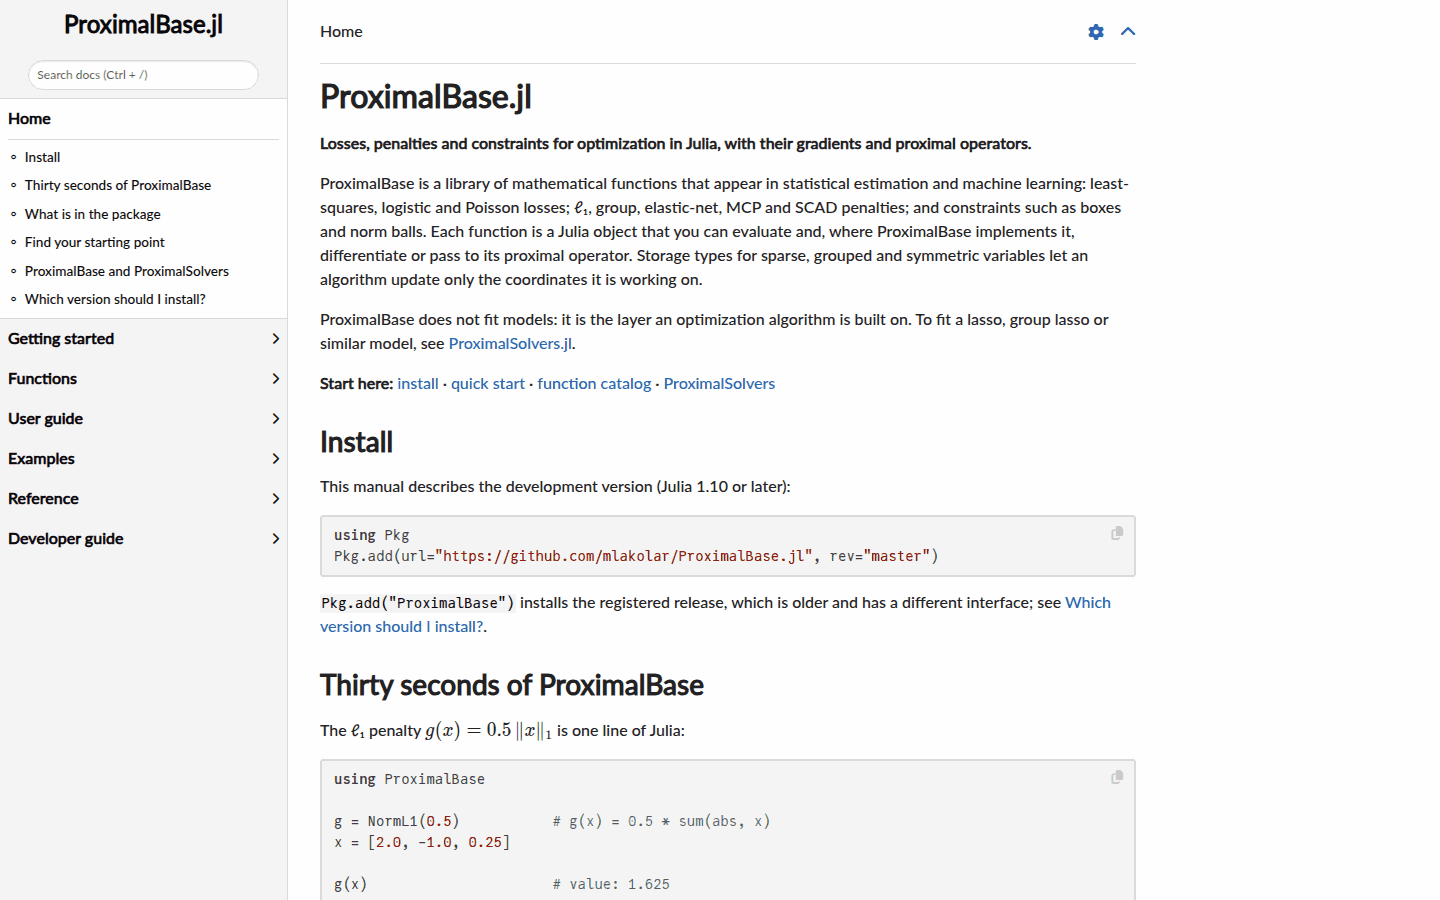 ProximalBase.jl
Search docs (Ctrl + /)
Home
Install
Thirty seconds of ProximalBase
What is in the package
Find your starting point
ProximalBase and ProximalSolvers
Which version should I install?
Getting started
Functions
User guide
Examples
Reference
Developer guide
Home
ProximalBase.jl
Losses, penalties and constraints for optimization in Julia, with their gradients and proximal operators.
ProximalBase is a library of mathematical functions that appear in statistical estimation and machine learning: least-
squares, logistic and Poisson losses; ℓ₁, group, elastic-net, MCP and SCAD penalties; and constraints such as boxes
and norm balls. Each function is a Julia object that you can evaluate and, where ProximalBase implements it,
differentiate or pass to its proximal operator. Storage types for sparse, grouped and symmetric variables let an
algorithm update only the coordinates it is working on.
ProximalBase does not fit models: it is the layer an optimization algorithm is built on. To fit a lasso, group lasso or
similar model, see ProximalSolvers.jl.
Start here: install · quick start · function catalog · ProximalSolvers
Install
This manual describes the development version (Julia 1.10 or later):
using Pkg
Pkg.add(url="https://github.com/mlakolar/ProximalBase.jl", rev="master")
Pkg.add("ProximalBase") installs the registered release, which is older and has a different interface; see Which
version should I install?.
Thirty seconds of ProximalBase
The ℓ₁ penalty g(x) = 0.5 ‖x‖₁ is one line of Julia:
using ProximalBase
g = NormL1(0.5) # g(x) = 0.5 * sum(abs, x)
x = [2.0, -1.0, 0.25]
g(x) # value: 1.625